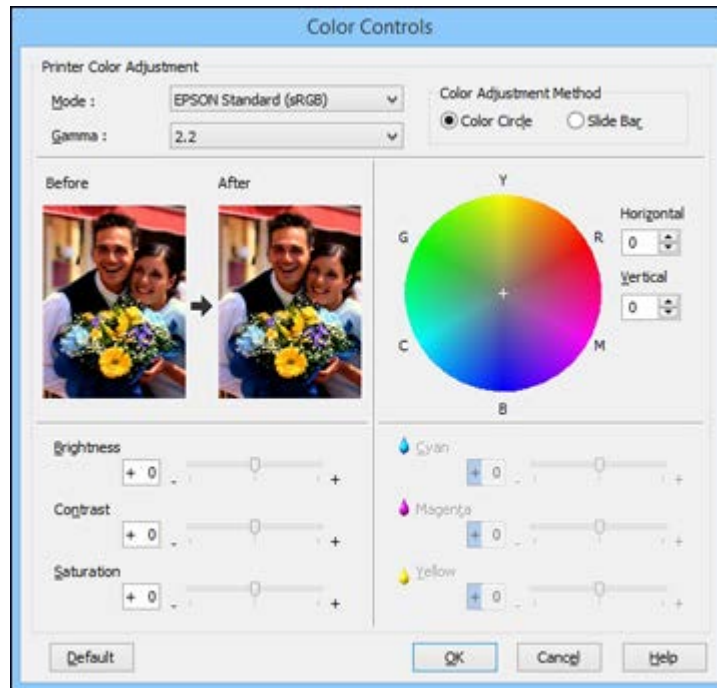 Color Controls
Printer Color Adjustment
Mode :
EPSON Standard (sRGB)
Gamma :
2.2
Color Adjustment Method
Color Circle
Slide Bar
Before
After
Y
G
R
C
M
B
Horizontal
0
Vertical
0
Brightness
+ 0
- +
Contrast
+ 0
- +
Saturation
+ 0
- +
Cyan
+ 0
- +
Magenta
+ 0
- +
Yellow
+ 0
- +
Default
OK
Cancel
Help